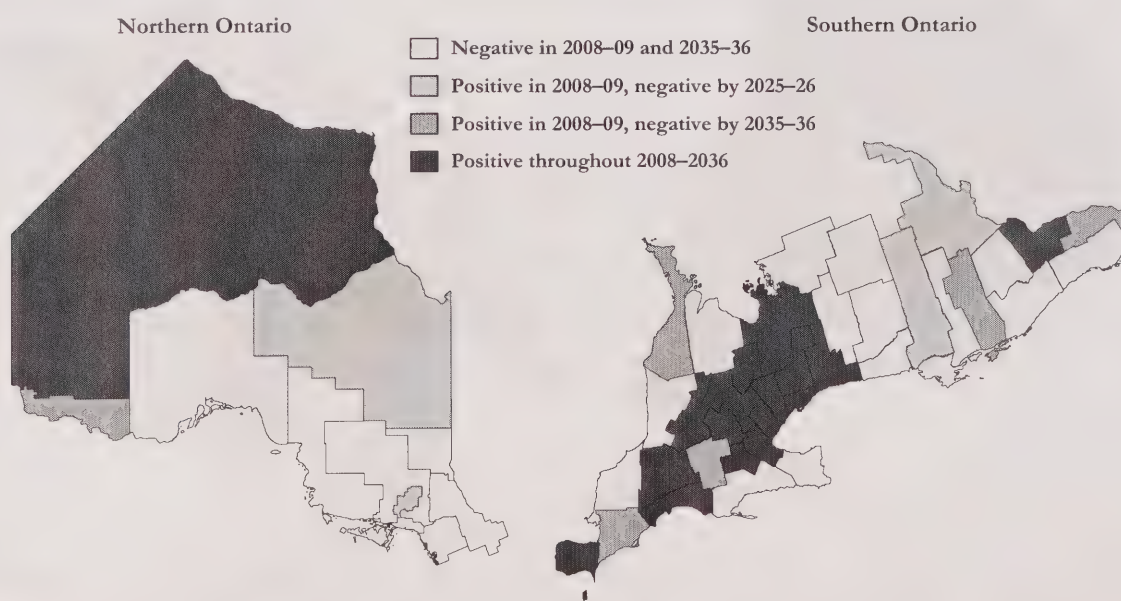 Northern Ontario
Southern Ontario
Negative in 2008–09 and 2035–36
Positive in 2008–09, negative by 2025–26
Positive in 2008–09, negative by 2035–36
Positive throughout 2008–2036